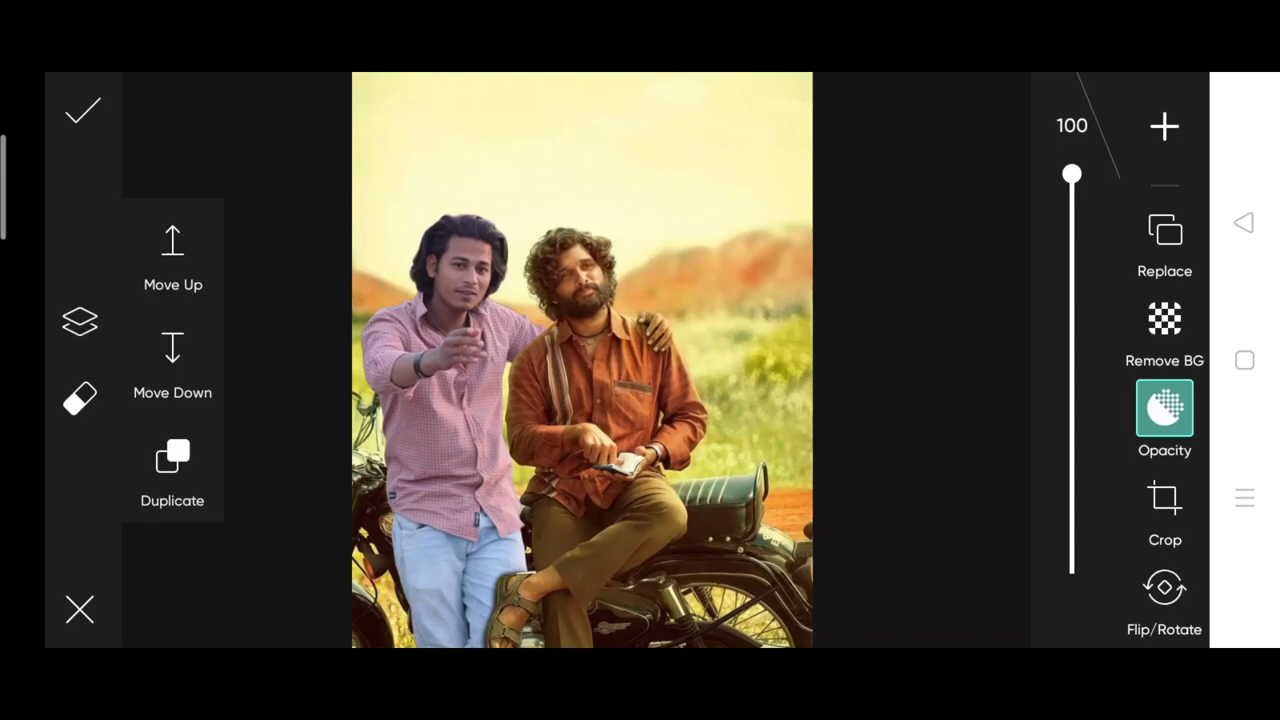 Move Up
Move Down
Duplicate
100
Replace
Remove BG
Opacity
Crop
Flip/Rotate